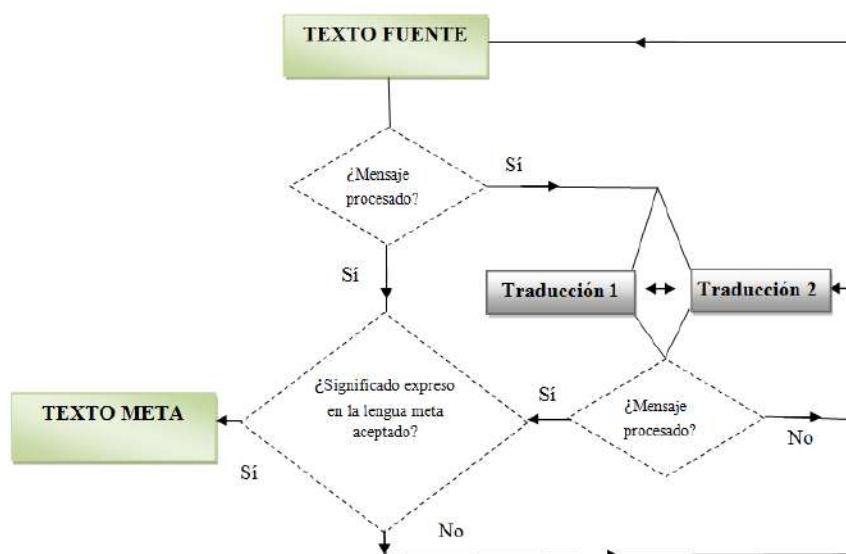 TEXTO FUENTE
¿Mensaje
procesado?
Sí
Sí
Traducción 1
Traducción 2
¿Significado expreso
en la lengua meta
aceptado?
TEXTO META
Sí
Sí
¿Mensaje
procesado?
No
No